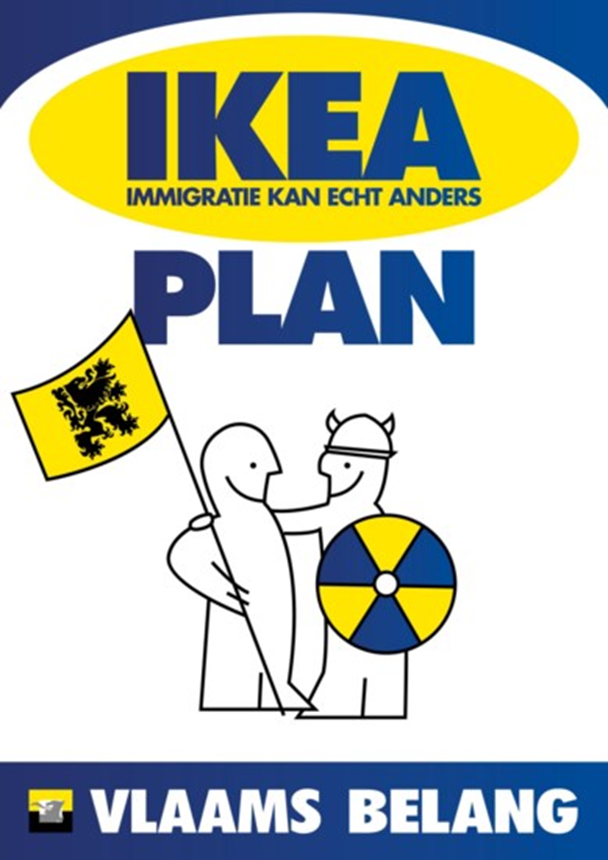 IKEA
IMMIGRATIE KAN ECHT ANDERS
PLAN
VLAAMS BELANG